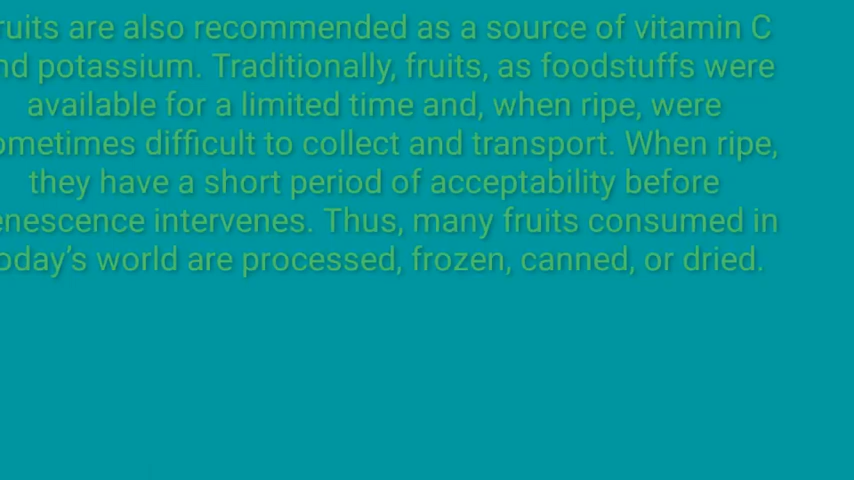 ruits are also recommended as a source of vitamin C
nd potassium. Traditionally, fruits, as foodstuffs were
available for a limited time and, when ripe, were
ometimes difficult to collect and transport. When ripe,
they have a short period of acceptability before
enescence intervenes. Thus, many fruits consumed in
oday’s world are processed, frozen, canned, or dried.